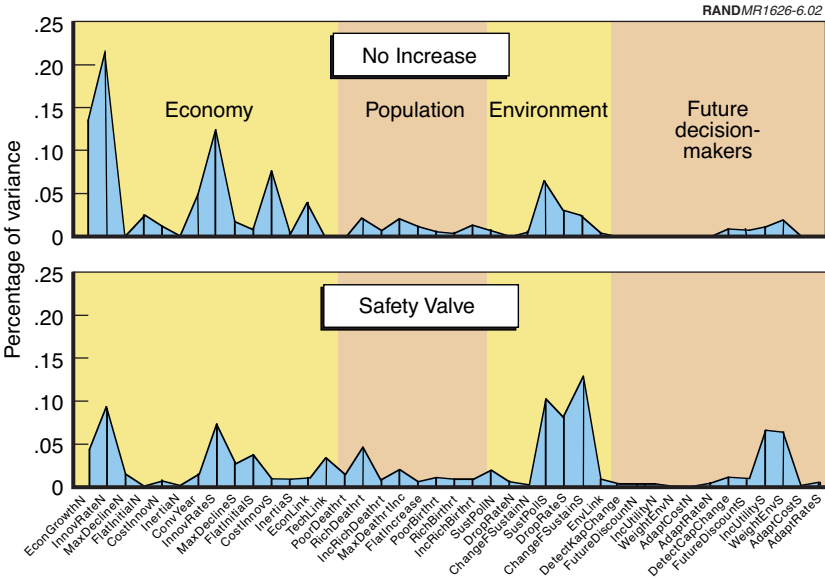 RANDMR1626-6.02
Percentage of variance
.25
.20
.15
.10
.05
0
No Increase
Economy
Population
Environment
Future
decision-
makers
.25
.20
.15
.10
.05
0
Safety Valve
EconGrowthN
InnovRateN
MaxDeclineN
FlatInitialN
CostInnovN
InertiaN
ConvYear
InnovRateS
MaxDeclineS
FlatInitialS
CostInnovS
InertiaS
EconLink
TechLink
PoorDeathrt
RichDeathrt
IncRichDeathrt
MaxDeathrtInc
FlatIncrease
PoorBirthrt
RichBirthrt
IncRichBirthrt
SustPollN
DropRateN
ChangeFSustainN
SustPollS
DropRateS
ChangeFSustainS
EnvLink
DetectKapChange
FutureDiscountN
IncUtilityN
WeightEnvN
AdaptCostN
AdaptRateN
DetectCapChange
FutureDiscountS
IncUtilityS
WeightEnvS
AdaptCostS
AdaptRateS